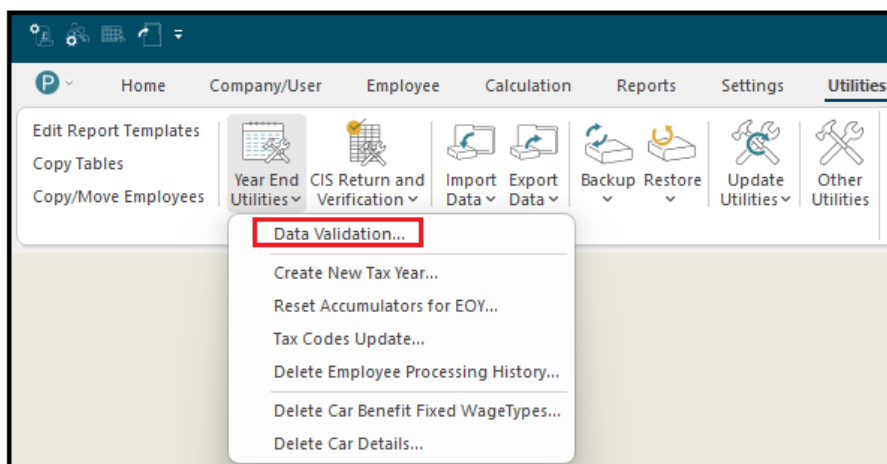 P
Home Company/User Employee Calculation Reports Settings Utilities
Edit Report Templates
Copy Tables
Copy/Move Employees
Year End
Utilities
CIS Return and
Verification
Import
Data
Export
Data
Backup
Restore
Update
Utilities
Other
Utilities
Data Validation...
Create New Tax Year...
Reset Accumulators for EOY...
Tax Codes Update...
Delete Employee Processing History...
Delete Car Benefit Fixed WageTypes...
Delete Car Details...